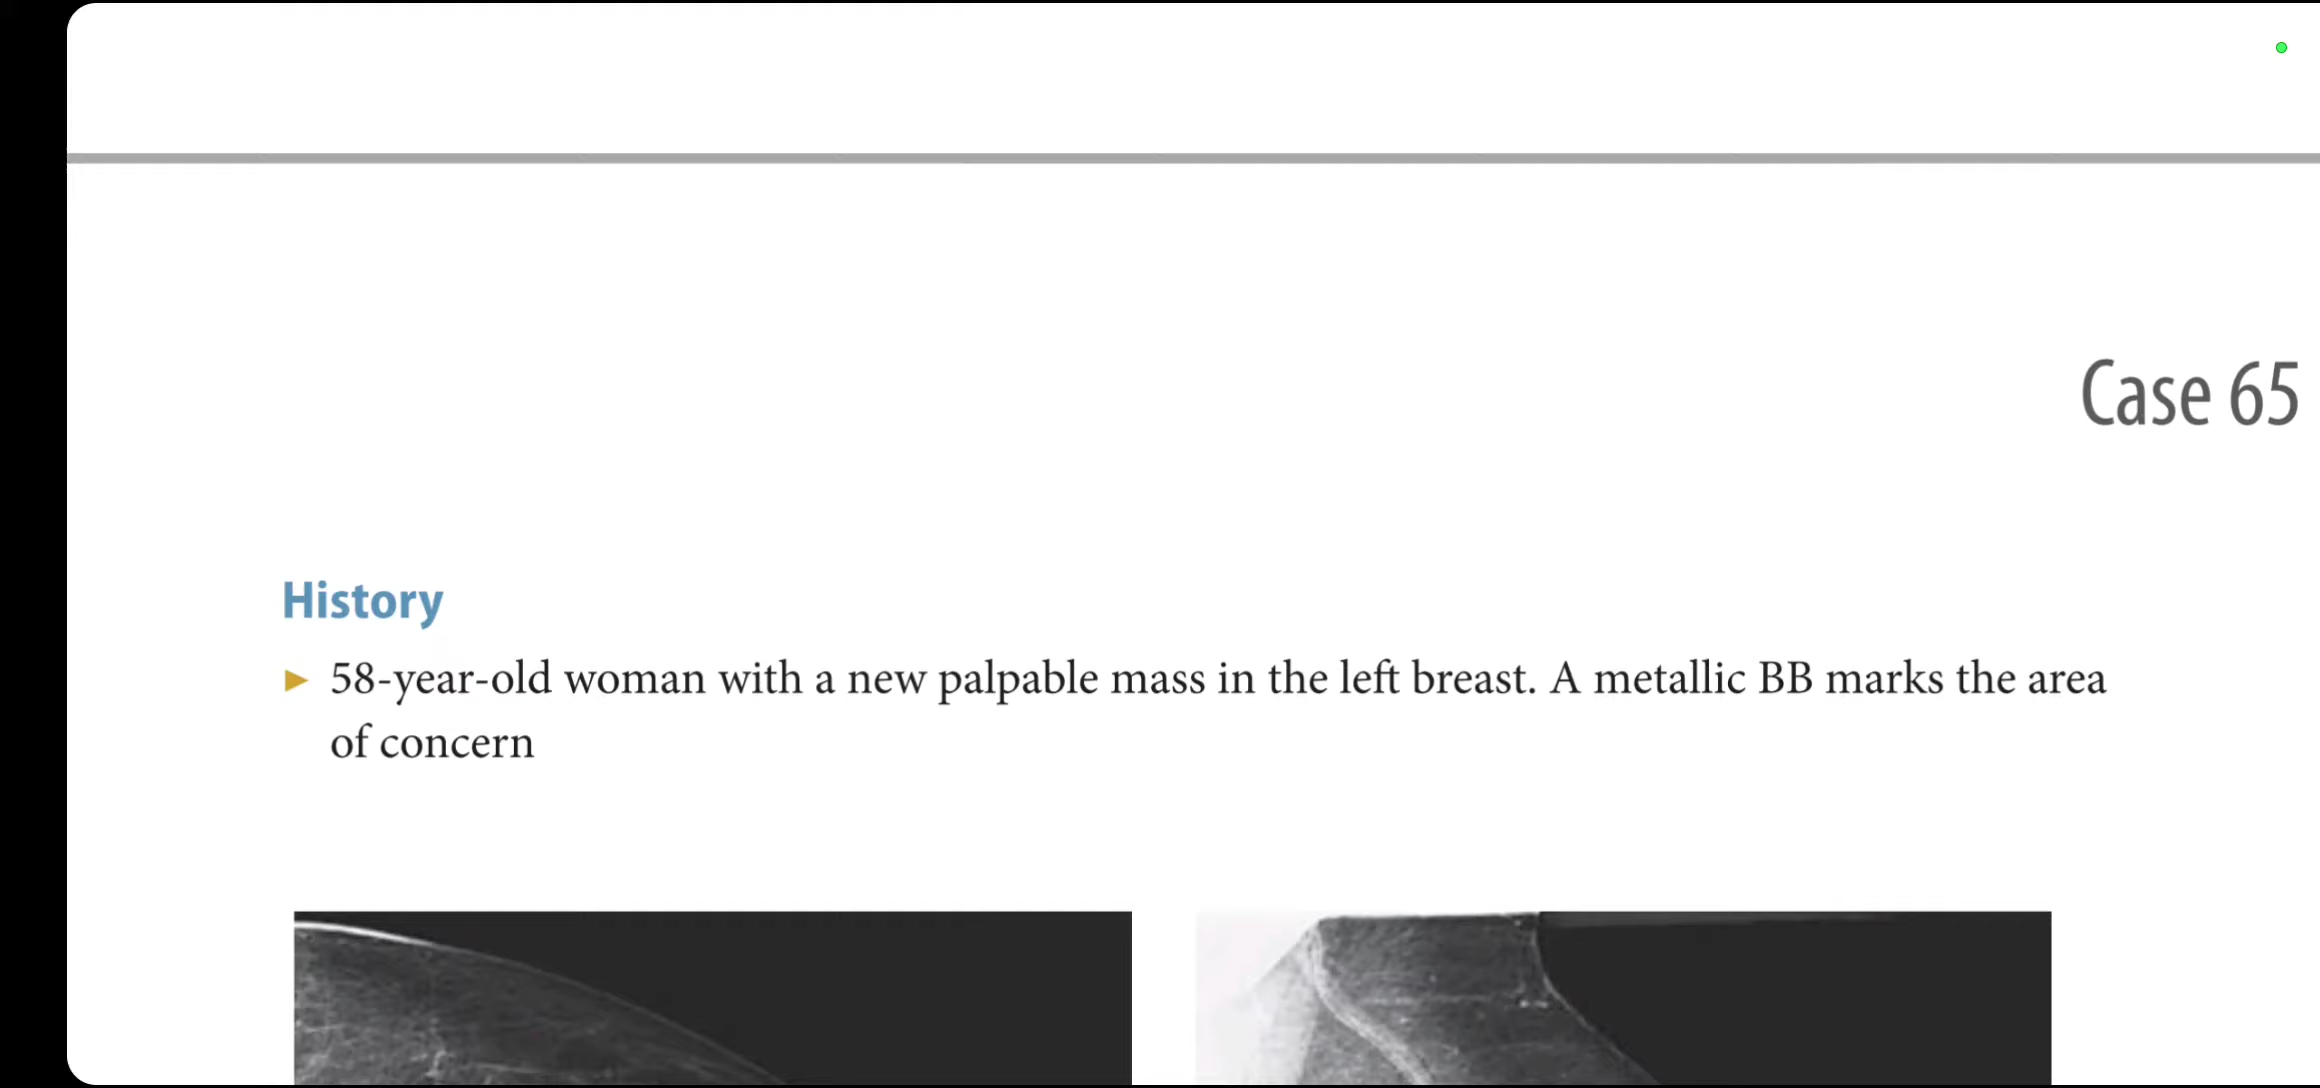 Case 65
History
► 58-year-old woman with a new palpable mass in the left breast. A metallic BB marks the area
of concern